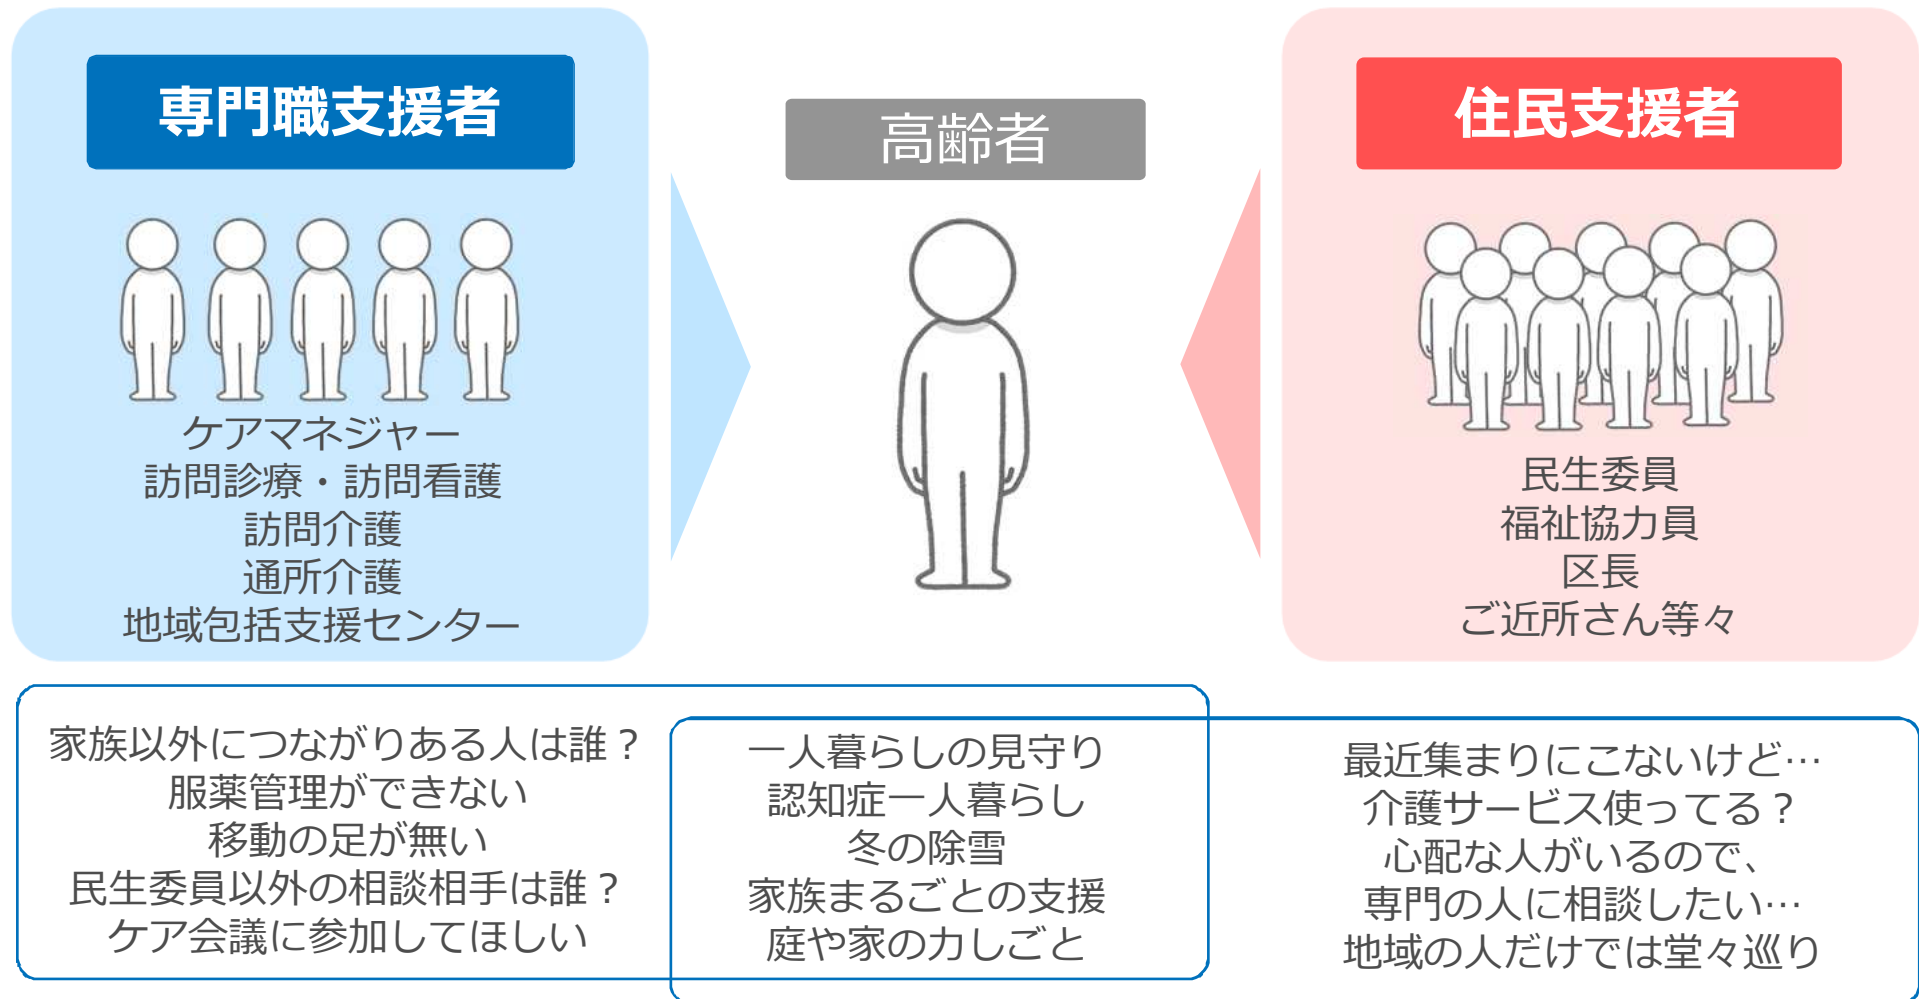 専門職支援者
ケアマネジャー
訪問診療・訪問看護
訪問介護
通所介護
地域包括支援センター
高齢者
住民支援者
民生委員
福祉協力員
区長
ご近所さん等々
家族以外につながりある人は誰？
服薬管理ができない
移動の足が無い
民生委員以外の相談相手は誰？
ケア会議に参加してほしい
一人暮らしの見守り
認知症一人暮らし
冬の除雪
家族まるごとの支援
庭や家の力しごと
最近集まりにこないけど…
介護サービス使ってる？
心配な人がいるので、
専門の人に相談したい…
地域の人だけでは堂々巡り